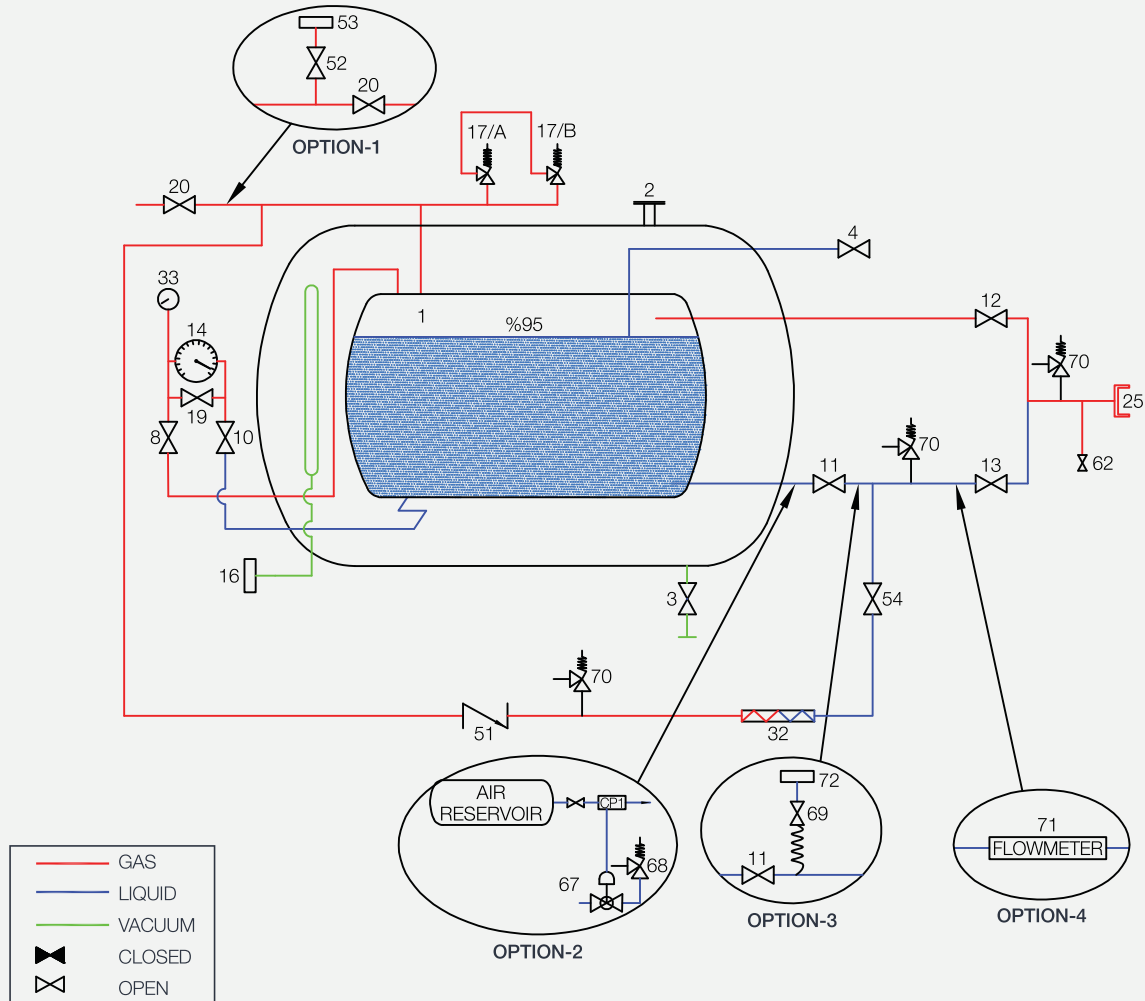 53
52
20
OPTION-1
17/A
17/B
20
2
4
33
14
1
%95
12
70
19
25
8
10
70
11
13
62
16
3
54
70
51
32
AIR
RESERVOIR
CP1
72
69
68
67
11
71
FLOWMETER
OPTION-2
OPTION-3
OPTION-4
GAS
LIQUID
VACUUM
CLOSED
OPEN